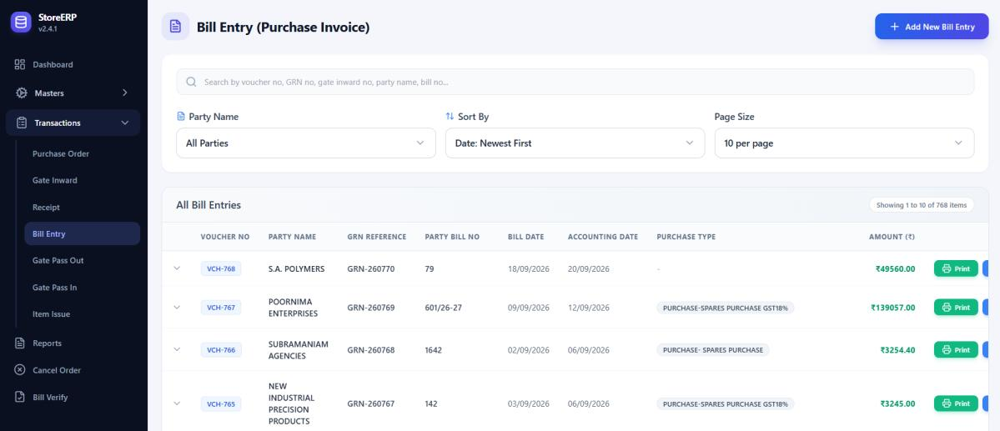 StoreERP
v2.4.1
Dashboard
Masters
Transactions
Purchase Order
Gate Inward
Receipt
Bill Entry
Gate Pass Out
Gate Pass In
Item Issue
Reports
Cancel Order
Bill Verify
Bill Entry (Purchase Invoice)
Add New Bill Entry
Search by voucher no, GRN no, gate inward no, party name, bill no...
Party Name
Sort By
Page Size
All Parties
Date: Newest First
10 per page
All Bill Entries
Showing 1 to 10 of 768 items
VOUCHER NO PARTY NAME GRN REFERENCE PARTY BILL NO BILL DATE ACCOUNTING DATE PURCHASE TYPE AMOUNT (₹)
VCH-768 S.A. POLYMERS GRN-260770 79 18/09/2026 20/09/2026 - ₹49560.00 Print
VCH-767 POORNIMA
ENTERPRISES GRN-260769 601/26-27 09/09/2026 12/09/2026 PURCHASE-SPARES PURCHASE GST18% ₹139057.00 Print
VCH-766 SUBRAMANIAM
AGENCIES GRN-260768 1642 02/09/2026 06/09/2026 PURCHASE- SPARES PURCHASE ₹3254.40 Print
VCH-765 NEW
INDUSTRIAL
PRECISION
PRODUCTS GRN-260767 142 03/09/2026 06/09/2026 PURCHASE-SPARES PURCHASE GST18% ₹3245.00 Print